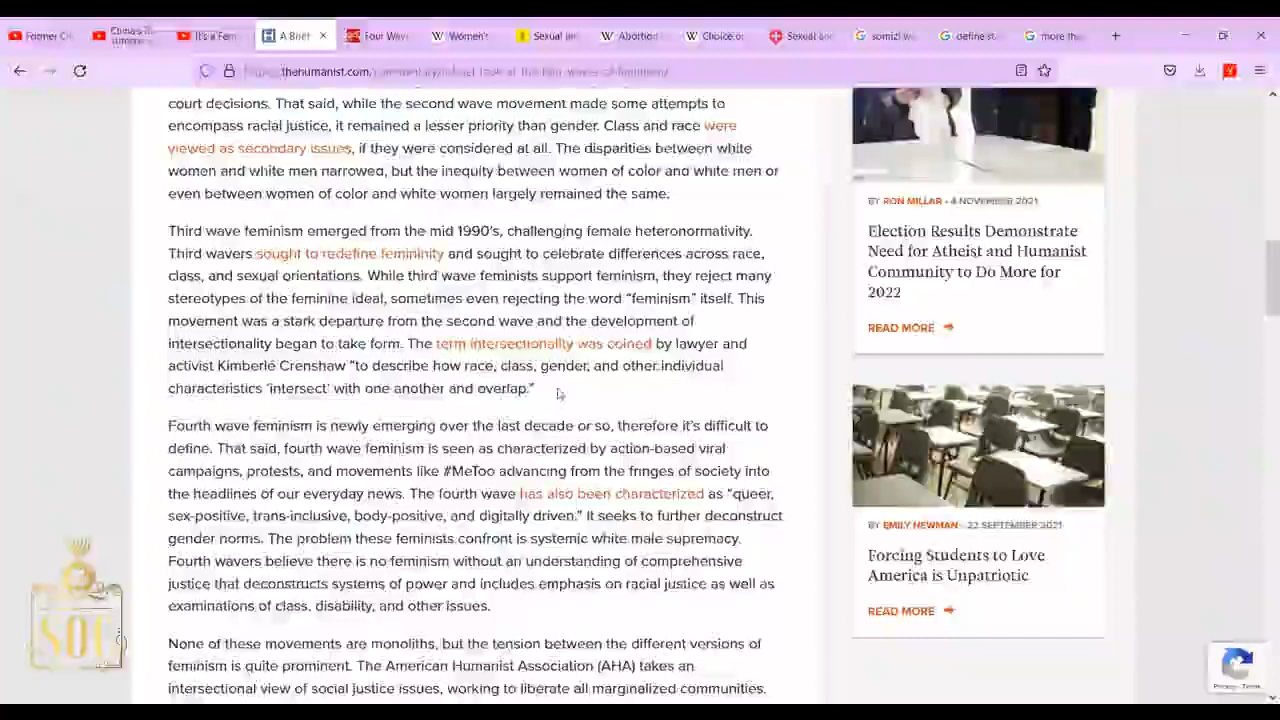 Former C
China's
It's a Fem
A Brief
Four Wav
Women's
Sexual an
Abortion
Choice o
Sexual an
somizi w
define st
more th
thehumanist.com
court decisions. That said, while the second wave movement made some attempts to
encompass racial justice, it remained a lesser priority than gender. Class and race were
viewed as secondary issues, if they were considered at all. The disparities between white
women and white men narrowed, but the inequity between women of color and white men or
even between women of color and white women largely remained the same.
Third wave feminism emerged from the mid 1990's, challenging female heteronormativity.
Third wavers sought to redefine femininity and sought to celebrate differences across race,
class, and sexual orientations. While third wave feminists support feminism, they reject many
stereotypes of the feminine ideal, sometimes even rejecting the word “feminism” itself. This
movement was a stark departure from the second wave and the development of
intersectionality began to take form. The term intersectionality was coined by lawyer and
activist Kimberlé Crenshaw “to describe how race, class, gender, and other individual
characteristics ‘intersect’ with one another and overlap.”
Fourth wave feminism is newly emerging over the last decade or so, therefore it's difficult to
define. That said, fourth wave feminism is seen as characterized by action-based viral
campaigns, protests, and movements like #MeToo advancing from the fringes of society into
the headlines of our everyday news. The fourth wave has also been characterized as “queer,
sex-positive, trans-inclusive, body-positive, and digitally driven.” It seeks to further deconstruct
gender norms. The problem these feminists confront is systemic white male supremacy.
Fourth wavers believe there is no feminism without an understanding of comprehensive
justice that deconstructs systems of power and includes emphasis on racial justice as well as
examinations of class, disability, and other issues.
None of these movements are monoliths, but the tension between the different versions of
feminism is quite prominent. The American Humanist Association (AHA) takes an
intersectional view of social justice issues, working to liberate all marginalized communities.
BY RON MILLAR - 4 NOVEMBER 2021
Election Results Demonstrate
Need for Atheist and Humanist
Community to Do More for
2022
READ MORE
BY EMILY NEWMAN - 22 SEPTEMBER 2021
Forcing Students to Love
America is Unpatriotic
READ MORE
Privacy - Terms